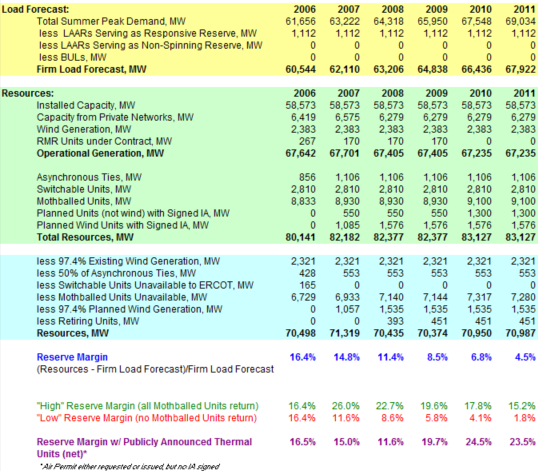 Load Forecast: 2006 2007 2008 2009 2010 2011
Total Summer Peak Demand, MW 61,656 63,222 64,318 65,950 67,548 69,034
less LAARs Serving as Responsive Reserve, MW 1,112 1,112 1,112 1,112 1,112 1,112
less LAARs Serving as Non-Spinning Reserve, MW 0 0 0 0 0 0
less BULs, MW 0 0 0 0 0 0
Firm Load Forecast, MW 60,544 62,110 63,206 64,838 66,436 67,922
Resources: 2006 2007 2008 2009 2010 2011
Installed Capacity, MW 58,573 58,573 58,573 58,573 58,573 58,573
Capacity from Private Networks, MW 6,419 6,575 6,279 6,279 6,279 6,279
Wind Generation, MW 2,383 2,383 2,383 2,383 2,383 2,383
RMR Units under Contract, MW 267 170 170 170 0 0
Operational Generation, MW 67,642 67,701 67,405 67,405 67,235 67,235
Asynchronous Ties, MW 856 1,106 1,106 1,106 1,106 1,106
Switchable Units, MW 2,810 2,810 2,810 2,810 2,810 2,810
Mothballed Units, MW 8,833 8,930 8,930 8,930 9,100 9,100
Planned Units (not wind) with Signed IA, MW 0 550 550 550 1,300 1,300
Planned Wind Units with Signed IA, MW 0 1,085 1,576 1,576 1,576 1,576
Total Resources, MW 80,141 82,182 82,377 82,377 83,127 83,127
less 97.4% Existing Wind Generation, MW 2,321 2,321 2,321 2,321 2,321 2,321
less 50% of Asynchronous Ties, MW 428 553 553 553 553 553
less Switchable Units Unavailable to ERCOT, MW 165 0 0 0 0 0
less Mothballed Units Unavailable, MW 6,729 6,933 7,140 7,144 7,317 7,280
less 97.4% Planned Wind Generation, MW 0 1,057 1,535 1,535 1,535 1,535
less Retiring Units, MW 0 0 393 451 451 451
Resources, MW 70,498 71,319 70,435 70,374 70,950 70,987
Reserve Margin 16.4% 14.8% 11.4% 8.5% 6.8% 4.5%
(Resources - Firm Load Forecast)/Firm Load Forecast
"High" Reserve Margin (all Mothballed Units return) 16.4% 26.0% 22.7% 19.6% 17.8% 15.2%
"Low" Reserve Margin (no Mothballed Units return) 16.4% 11.6% 8.6% 5.8% 4.1% 1.8%
Reserve Margin w/ Publicly Announced Thermal 16.5% 15.0% 11.6% 19.7% 24.5% 23.5%
Units (net)*
*Air Permit either requested or issued, but no IA signed